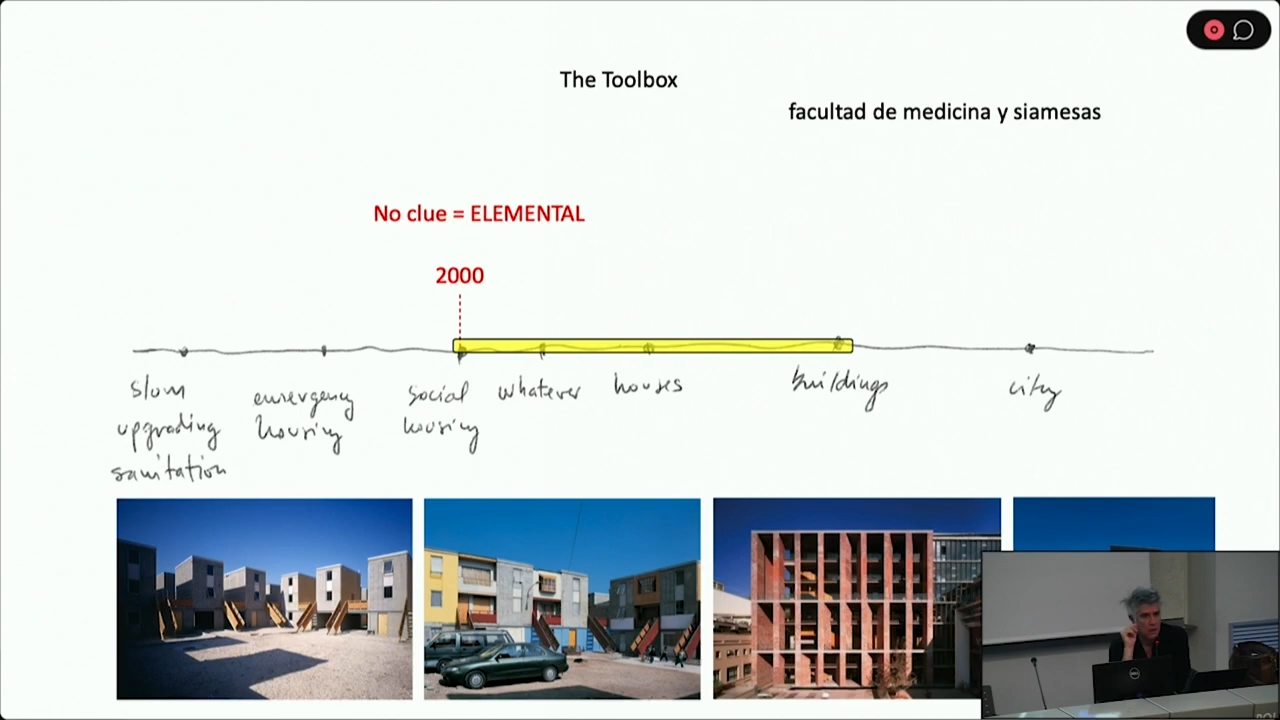 The Toolbox
facultad de medicina y siamesas
No clue = ELEMENTAL
2000
slum
upgrading
sanitation
emergency
housing
social
housing
whatever
houses
buildings
city
DELL